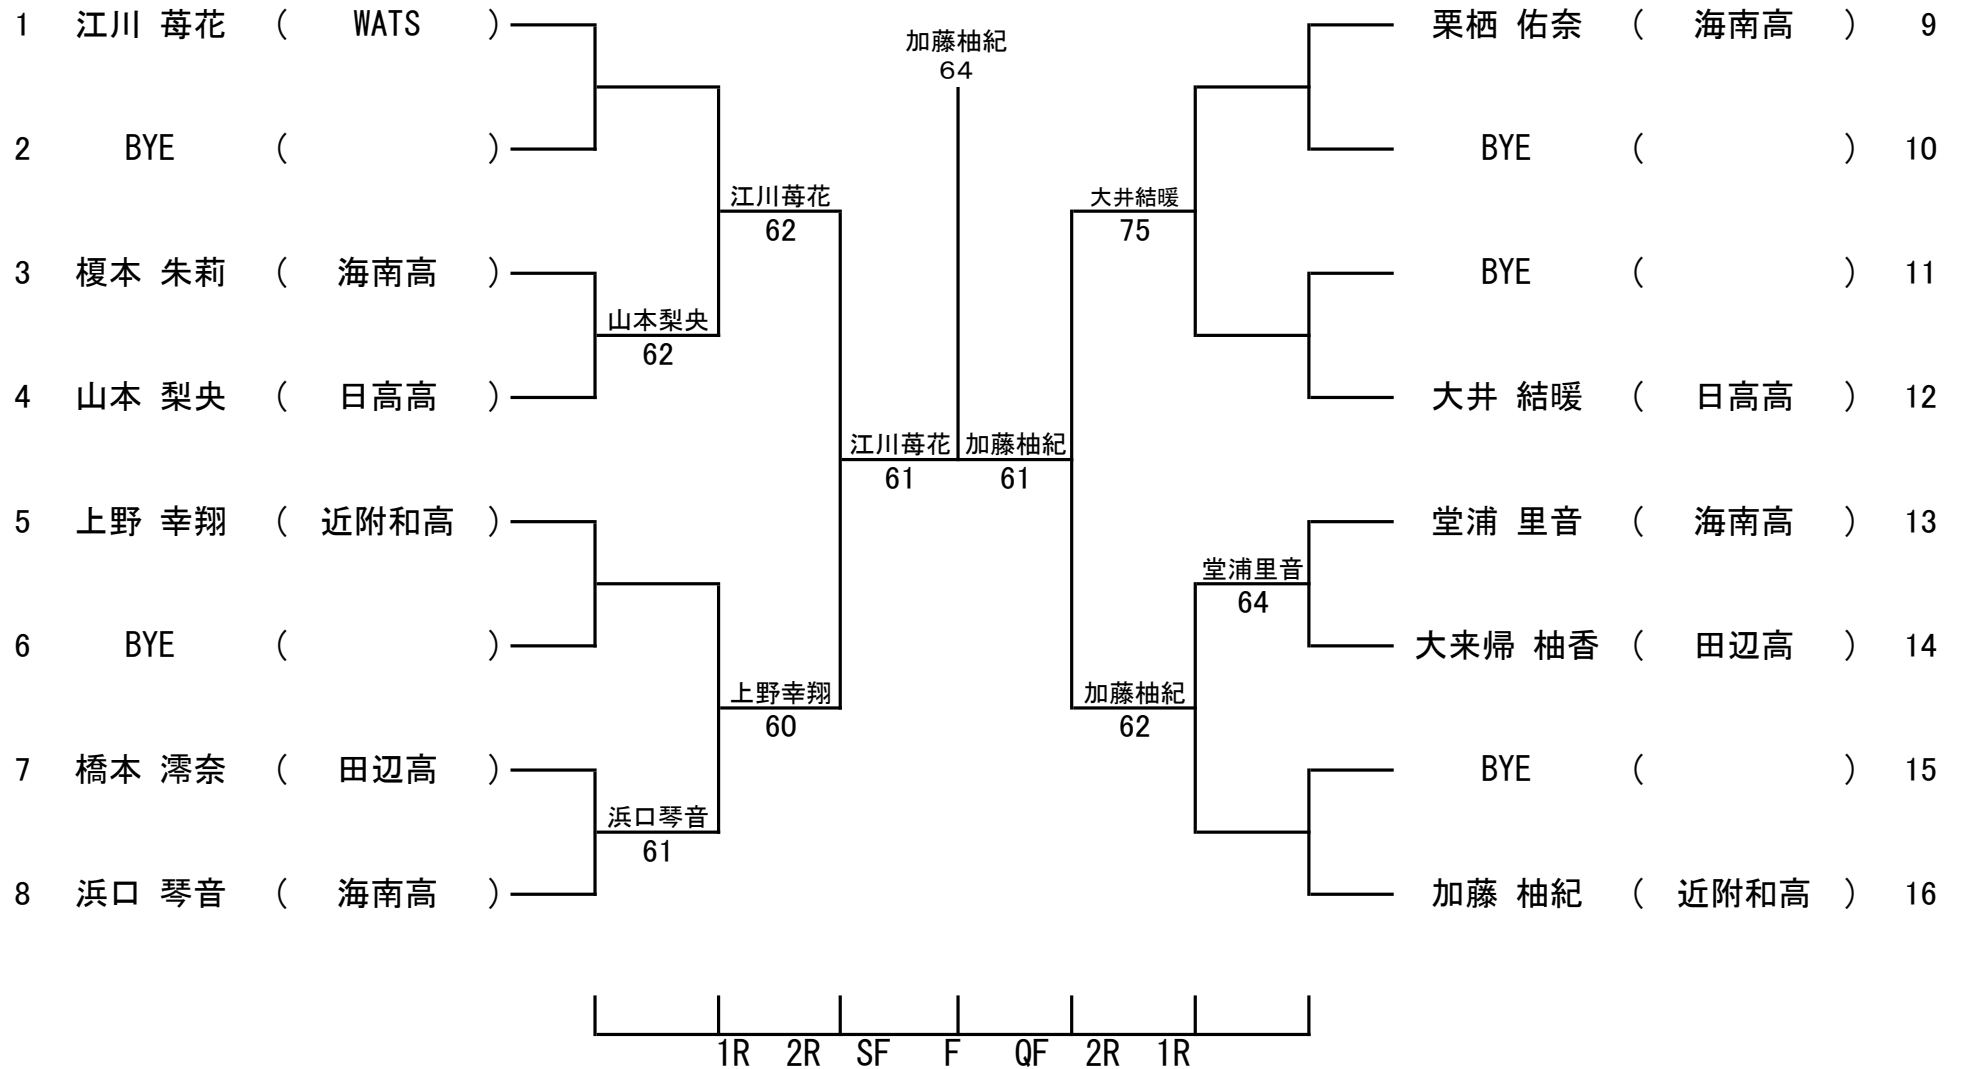 1 江川 苺花 ( WATS )
2 BYE ( )
3 榎本 朱莉 ( 海南高 )
4 山本 梨央 ( 日高高 )
5 上野 幸翔 ( 近附和高 )
6 BYE ( )
7 橋本 澪奈 ( 田辺高 )
8 浜口 琴音 ( 海南高 )
山本梨央
62
浜口琴音
61
江川苺花
62
上野幸翔
60
江川苺花
61
加藤柚紀
64
加藤柚紀
61
大井結暖
75
加藤柚紀
62
堂浦里音
64
栗栖 佑奈 ( 海南高 ) 9
BYE ( ) 10
BYE ( ) 11
大井 結暖 ( 日高高 ) 12
堂浦 里音 ( 海南高 ) 13
大来帰 柚香 ( 田辺高 ) 14
BYE ( ) 15
加藤 柚紀 ( 近附和高 ) 16
1R 2R SF F QF 2R 1R